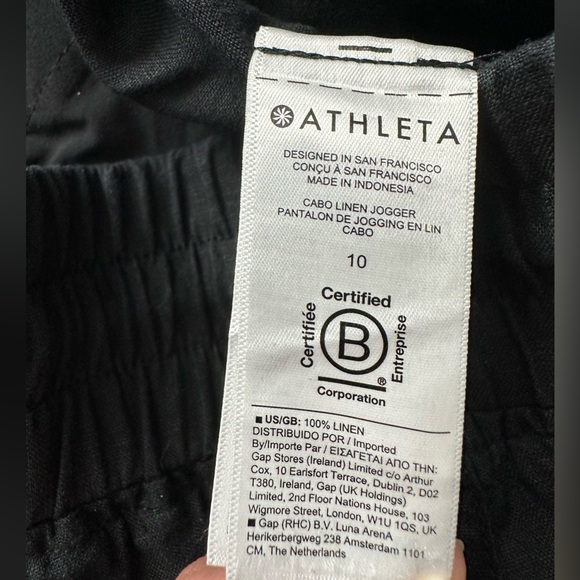 ATHLETA
DESIGNED IN SAN FRANCISCO
CONÇU À SAN FRANCISCO
MADE IN INDONESIA
CABO LINEN JOGGER
PANTALON DE JOGGING EN LIN
CABO
10
Certified
Certifiée
B
Entreprise
®
Corporation
■ US/GB: 100% LINEN
DISTRIBUIDO POR / Imported
By/Importe Par / ΕΙΣΑΓΕΤΑΙ ΑΠΟ ΤΗΝ:
Gap Stores (Ireland) Limited c/o Arthur
Cox, 10 Earlsfort Terrace, Dublin 2, D02
T380, Ireland, Gap (UK Holdings)
Limited, 2nd Floor Nations House, 103
Wigmore Street, London, W1U 1QS, UK
■ Gap (RHC) B.V. Luna ArenA
Herikerbergweg 238 Amsterdam 1101
CM, The Netherlands